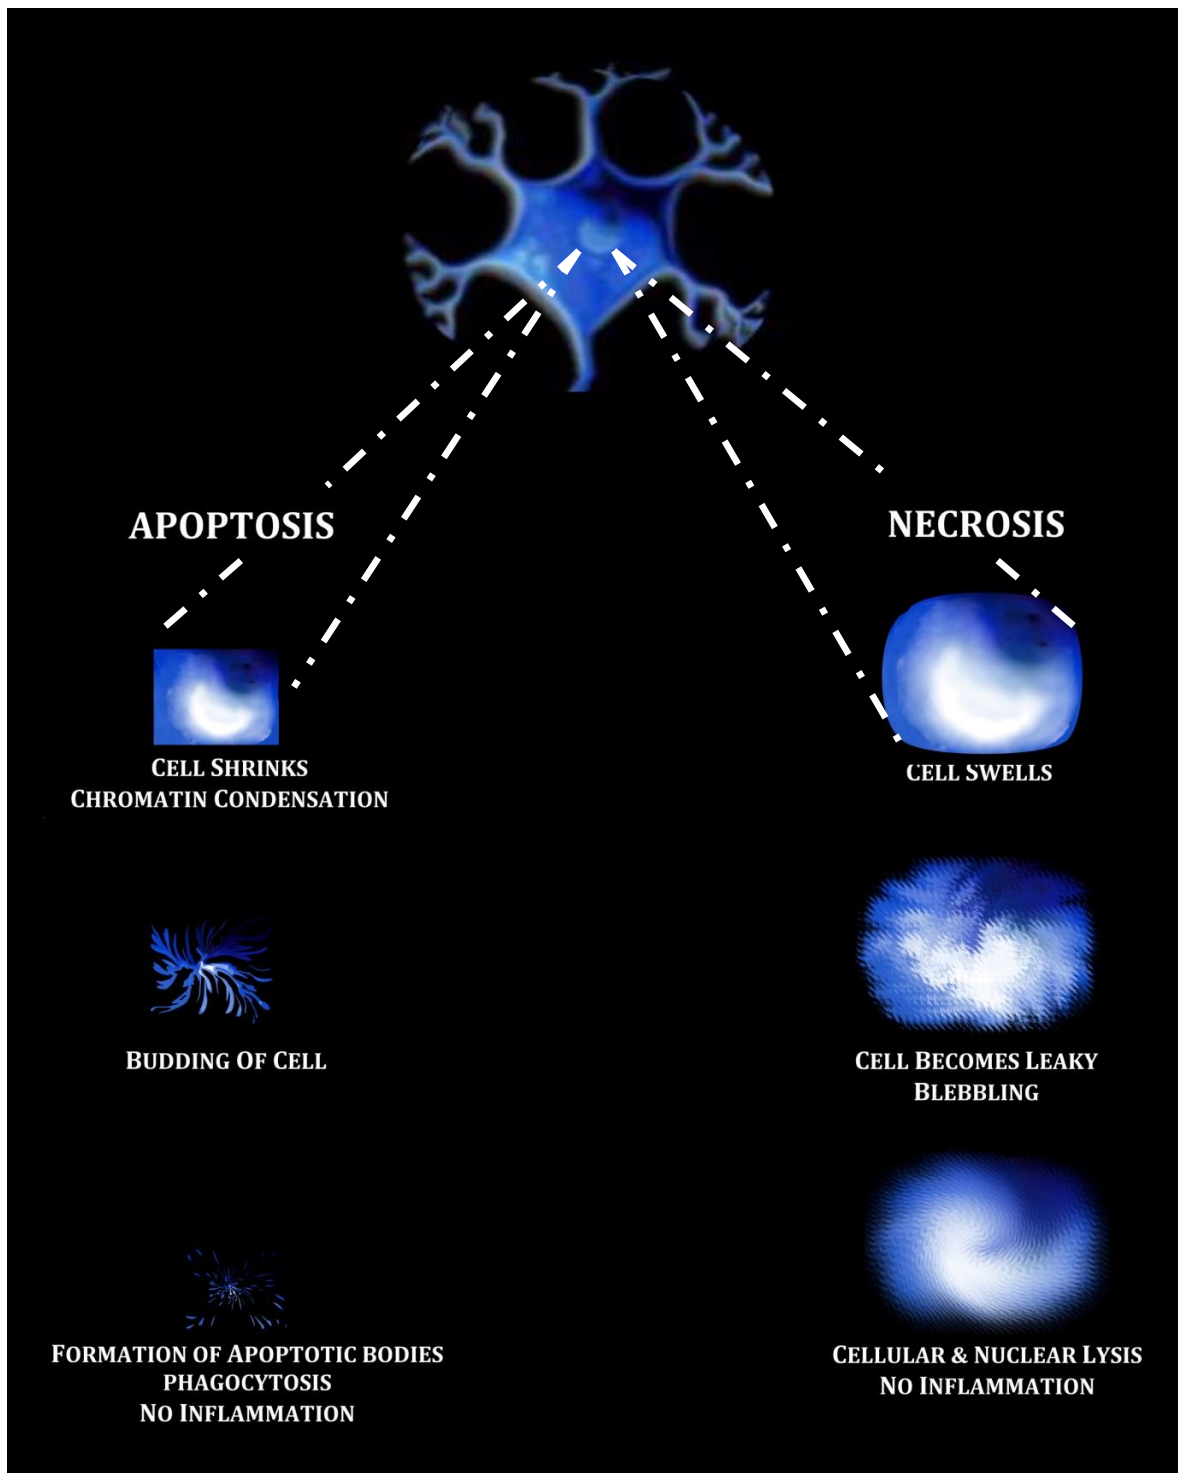 APOPTOSIS
NECROSIS
CELL SHRINKS
CHROMATIN CONDENSATION
CELL SWELLS
BUDDING OF CELL
CELL BECOMES LEAKY
BLEBBLING
FORMATION OF APOPTOTIC BODIES
PHAGOCYTOSIS
NO INFLAMMATION
CELLULAR & NUCLEAR LYSIS
NO INFLAMMATION